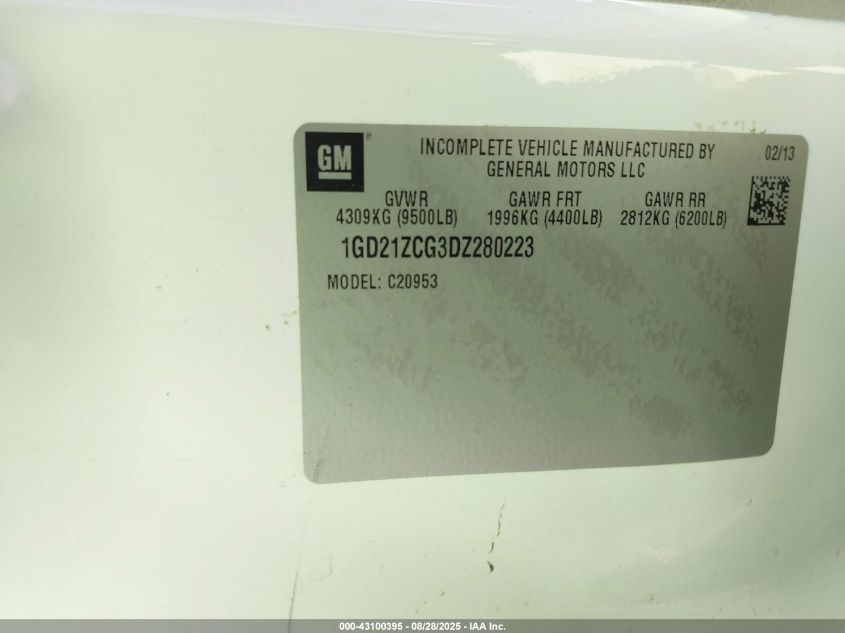 GM
INCOMPLETE VEHICLE MANUFACTURED BY
GENERAL MOTORS LLC
02/13
GVWR GAWR FRT GAWR RR
4309KG (9500LB) 1996KG (4400LB) 2812KG (6200LB)
1GD21ZCG3DZ280223
MODEL: C20953
000-43100395 - 08/28/2025 - IAA Inc.